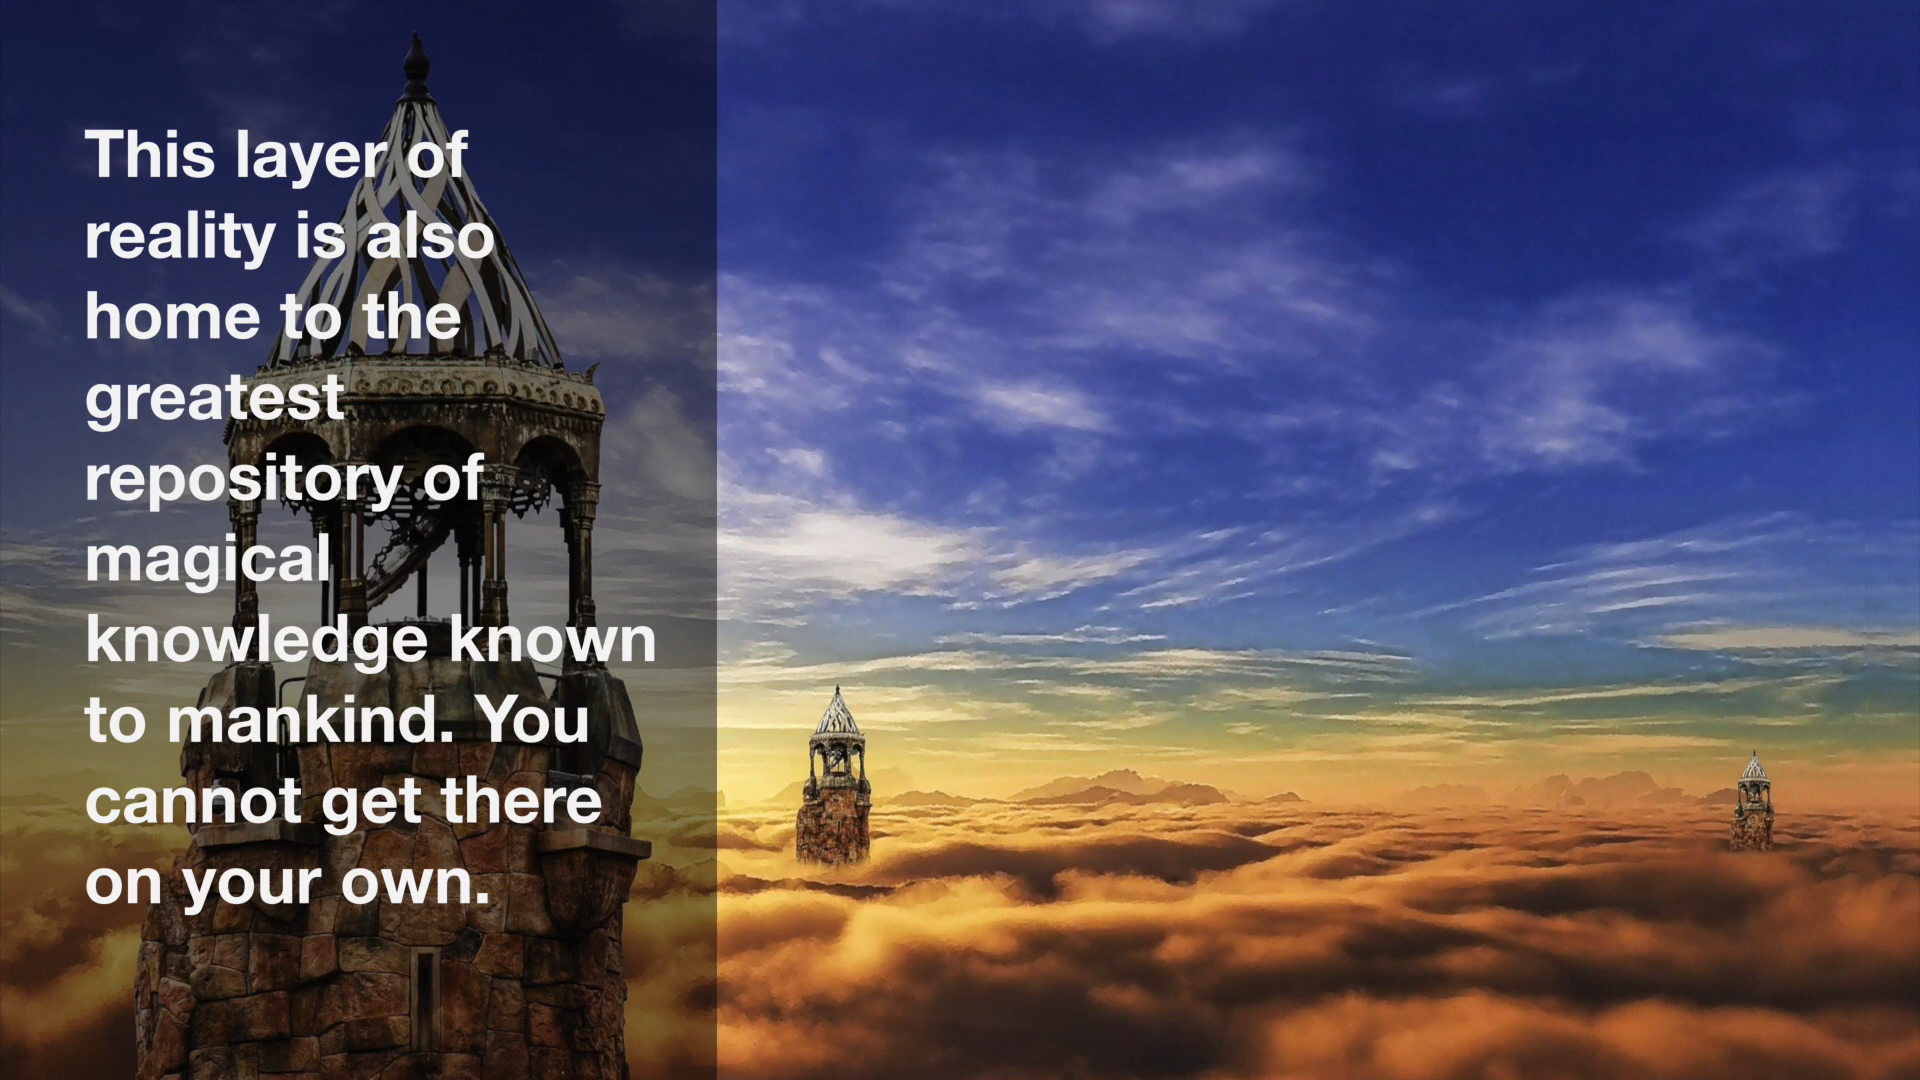 This layer of
reality is also
home to the
greatest
repository of
magical
knowledge known
to mankind. You
cannot get there
on your own.